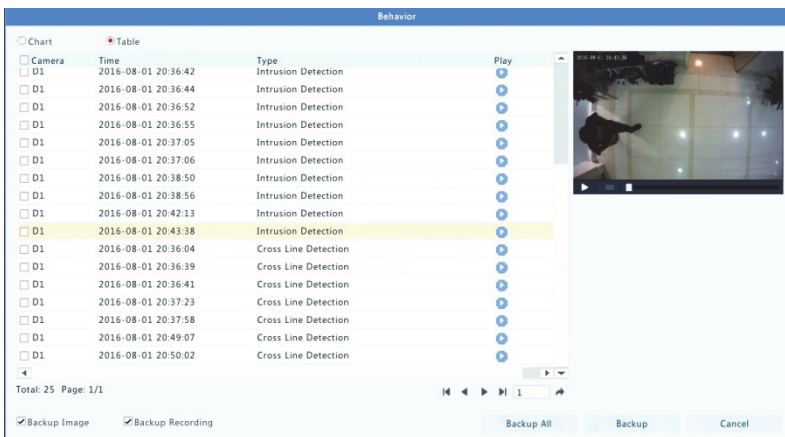 Behavior
Chart Table
Camera Time Type Play
D1 2016-08-01 20:36:42 Intrusion Detection
D1 2016-08-01 20:36:44 Intrusion Detection
D1 2016-08-01 20:36:52 Intrusion Detection
D1 2016-08-01 20:36:55 Intrusion Detection
D1 2016-08-01 20:37:05 Intrusion Detection
D1 2016-08-01 20:37:06 Intrusion Detection
D1 2016-08-01 20:38:50 Intrusion Detection
D1 2016-08-01 20:38:56 Intrusion Detection
D1 2016-08-01 20:42:13 Intrusion Detection
D1 2016-08-01 20:43:38 Intrusion Detection
D1 2016-08-01 20:36:04 Cross Line Detection
D1 2016-08-01 20:36:39 Cross Line Detection
D1 2016-08-01 20:36:41 Cross Line Detection
D1 2016-08-01 20:37:23 Cross Line Detection
D1 2016-08-01 20:37:58 Cross Line Detection
D1 2016-08-01 20:49:07 Cross Line Detection
D1 2016-08-01 20:50:02 Cross Line Detection
Total: 25 Page: 1/1 1
Backup Image Backup Recording Backup All Backup Cancel